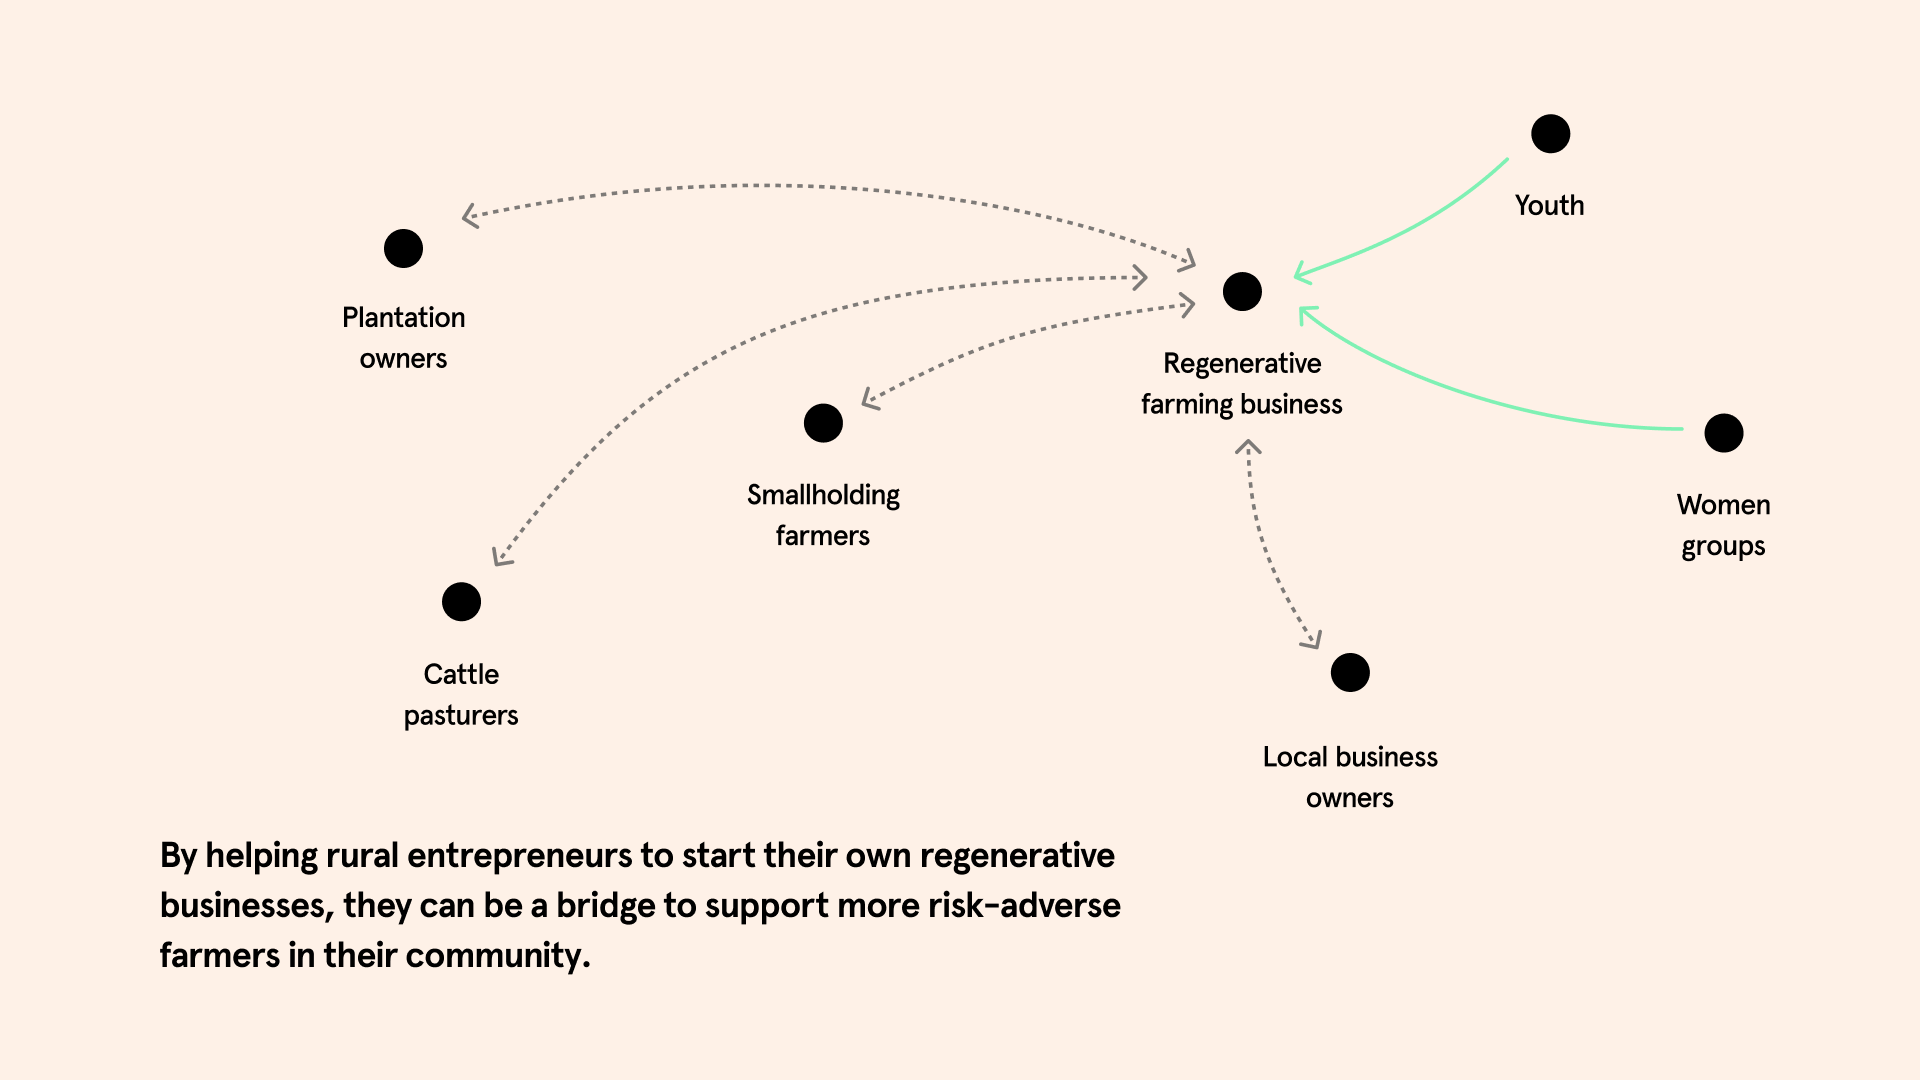 Youth
Plantation
owners
Regenerative
farming business
Smallholding
farmers
Women
groups
Cattle
pasturers
Local business
owners
By helping rural entrepreneurs to start their own regenerative
businesses, they can be a bridge to support more risk-adverse
farmers in their community.